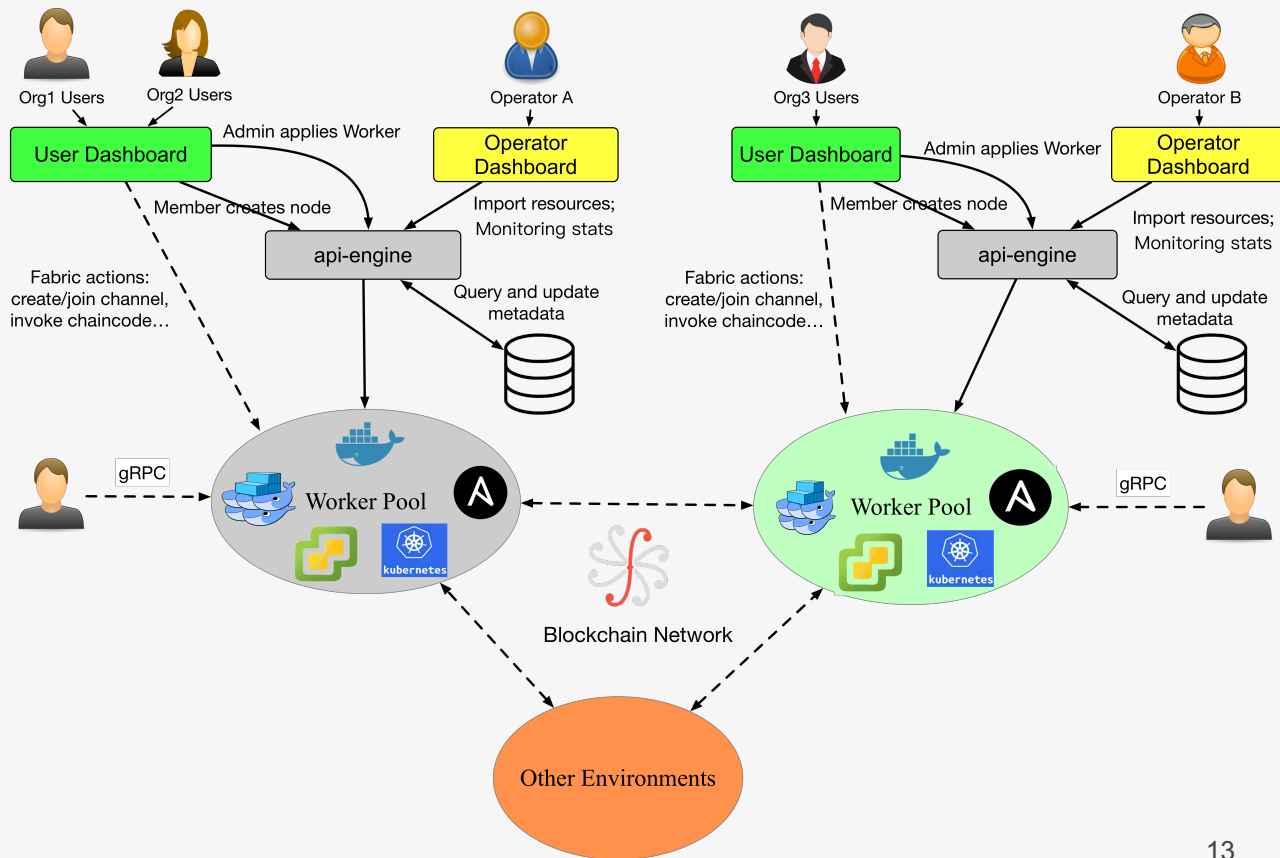 Org1 Users
Org2 Users
Operator A
Org3 Users
Operator B
User Dashboard
Admin applies Worker
Operator
Dashboard
User Dashboard
Admin applies Worker
Operator
Dashboard
Member creates node
Import resources;
Monitoring stats
Member creates node
Import resources;
Monitoring stats
api-engine
api-engine
Fabric actions:
create/join channel,
invoke chaincode…
Query and update
metadata
Fabric actions:
create/join channel,
invoke chaincode…
Query and update
metadata
gRPC
Worker Pool
kubernetes
Worker Pool
kubernetes
gRPC
Blockchain Network
Other Environments
13